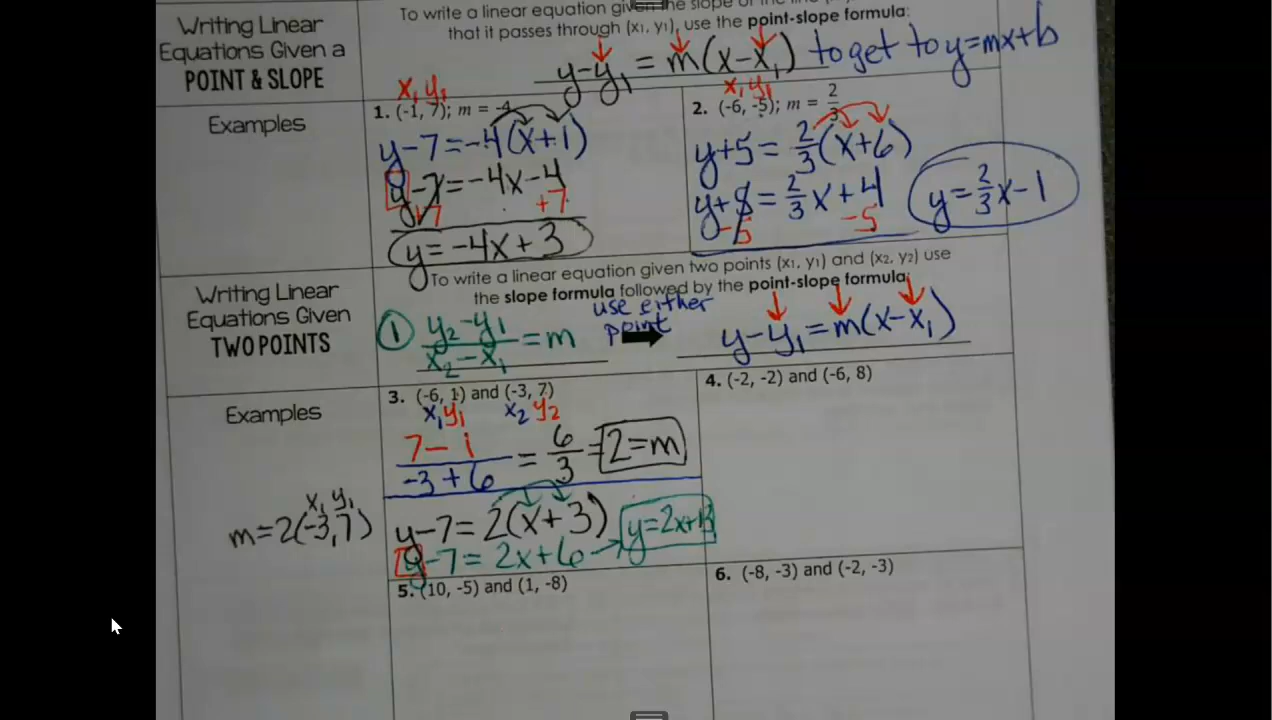 Writing Linear
Equations Given a
POINT & SLOPE
To write a linear equation given the slope of the line
that it passes through (x₁, y₁), use the point-slope formula:
y-y₁ = m(x-x₁) to get to y=mx+b
Examples
x₁ y₁
1. (-1, 7); m = -4
y-7=-4(x+1)
y-7=-4x-4
+7 +7
y=-4x+3
x₁ y₁
2. (-6, -5); m = 2/3
y+5= 2/3(x+6)
y+5= 2/3x+4
-5 -5
y=2/3x-1
Writing Linear
Equations Given
TWO POINTS
To write a linear equation given two points (x₁, y₁) and (x₂, y₂) use
the slope formula followed by the point-slope formula:
① y₂-y₁/x₂-x₁ = m
use either
point
y-y₁=m(x-x₁)
Examples
3. (-6, 1) and (-3, 7)
x₁y₁ x₂y₂
7-1/-3+6 = 6/3 =2=m
x₁ y₁
m=2(-3,7)
y-7=2(x+3)
y-7=2x+6→ y=2x+13
4. (-2, -2) and (-6, 8)
5. (10, -5) and (1, -8)
6. (-8, -3) and (-2, -3)